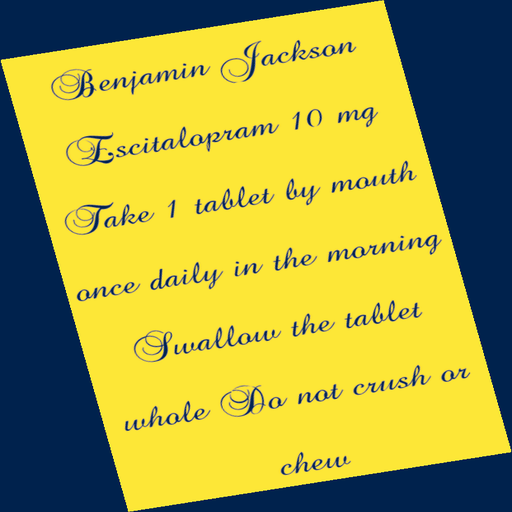 Benjamin Jackson
Escitalopram 10 mg
Take 1 tablet by mouth
once daily in the morning
Swallow the tablet
whole Do not crush or
chew